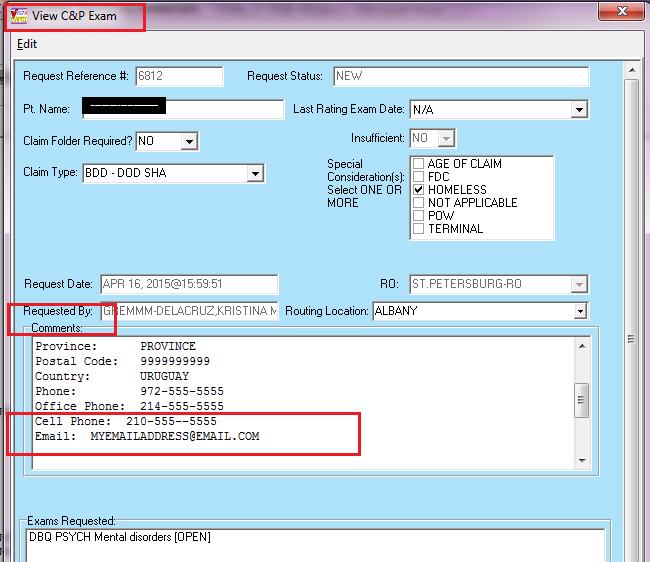 View C&P Exam
Edit
Request Reference #: 6812 Request Status: NEW
Pt. Name: Last Rating Exam Date: N/A
Claim Folder Required? NO Insufficient: NO
Claim Type: BDD - DOD SHA
Special
Consideration(s):
Select ONE OR
MORE
AGE OF CLAIM
FDC
HOMELESS
NOT APPLICABLE
POW
TERMINAL
Request Date: APR 16, 2015@15:59:51 RO: ST.PETERSBURG-RO
Requested By: GREMMM-DELACRUZ,KRISTINA M Routing Location: ALBANY
Comments:
Province: PROVINCE
Postal Code: 9999999999
Country: URUGUAY
Phone: 972-555-5555
Office Phone: 214-555-5555
Cell Phone: 210-555--5555
Email: MYEMAILADDRESS@EMAIL.COM
Exams Requested:
DBQ PSYCH Mental disorders [OPEN]